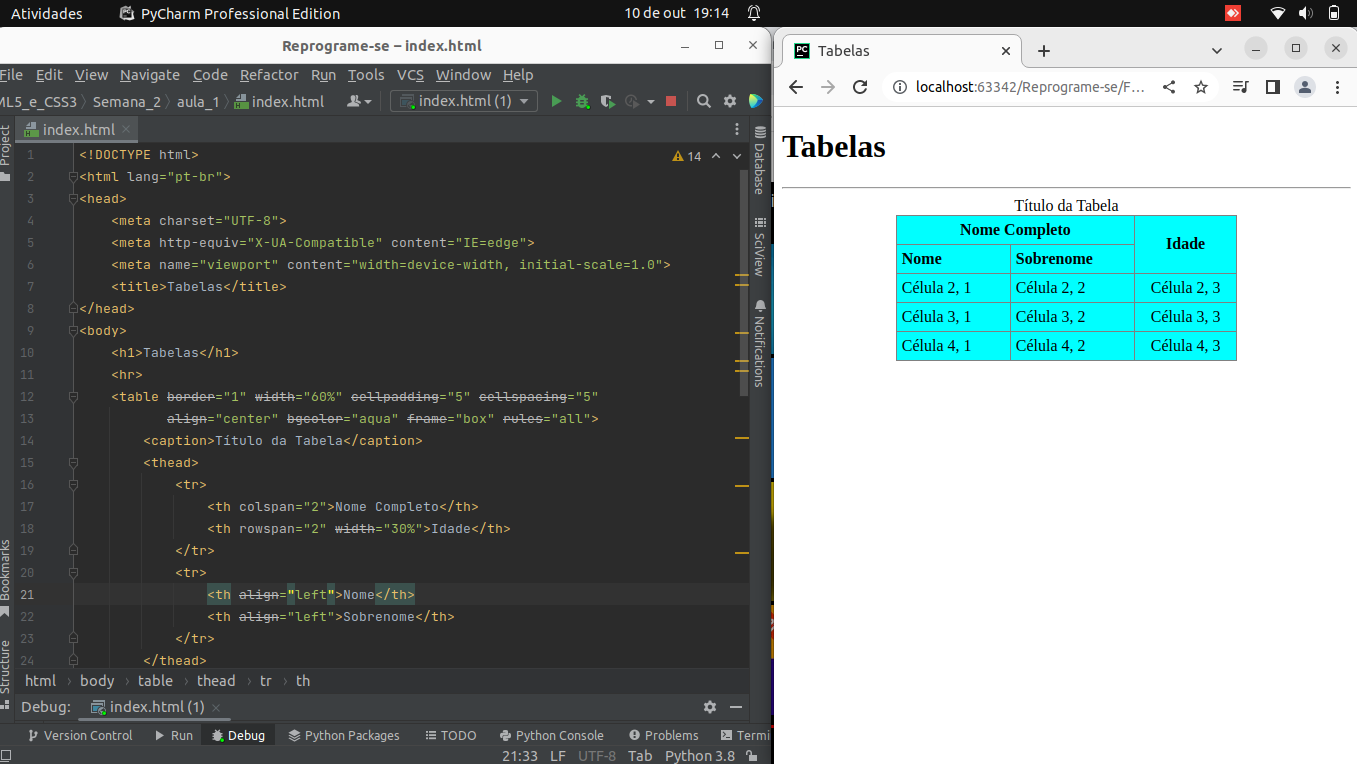 Atividades PyCharm Professional Edition 10 de out 19:14
Reprograme-se – index.html
File Edit View Navigate Code Refactor Run Tools VCS Window Help
ML5_e_CSS3 Semana_2 aula_1 index.html index.html (1)
index.html
Project
Bookmarks
Structure
14
1 <!DOCTYPE html>
2 <html lang="pt-br">
3 <head>
4 <meta charset="UTF-8">
5 <meta http-equiv="X-UA-Compatible" content="IE=edge">
6 <meta name="viewport" content="width=device-width, initial-scale=1.0">
7 <title>Tabelas</title>
8 </head>
9 <body>
10 <h1>Tabelas</h1>
11 <hr>
12 <table border="1" width="60%" cellpadding="5" cellspacing="5"
13 align="center" bgcolor="aqua" frame="box" rules="all">
14 <caption>Título da Tabela</caption>
15 <thead>
16 <tr>
17 <th colspan="2">Nome Completo</th>
18 <th rowspan="2" width="30%">Idade</th>
19 </tr>
20 <tr>
21 <th align="left">Nome</th>
22 <th align="left">Sobrenome</th>
23 </tr>
24 </thead>
Database
SciView
Notifications
html body table thead tr th
Debug: index.html (1)
Version Control Run Debug Python Packages TODO Python Console Problems Termi
21:33 LF UTF-8 Tab Python 3.8
PC Tabelas
localhost:63342/Reprograme-se/F...
Tabelas
Título da Tabela
Nome Completo Idade
Nome Sobrenome
Célula 2, 1 Célula 2, 2 Célula 2, 3
Célula 3, 1 Célula 3, 2 Célula 3, 3
Célula 4, 1 Célula 4, 2 Célula 4, 3